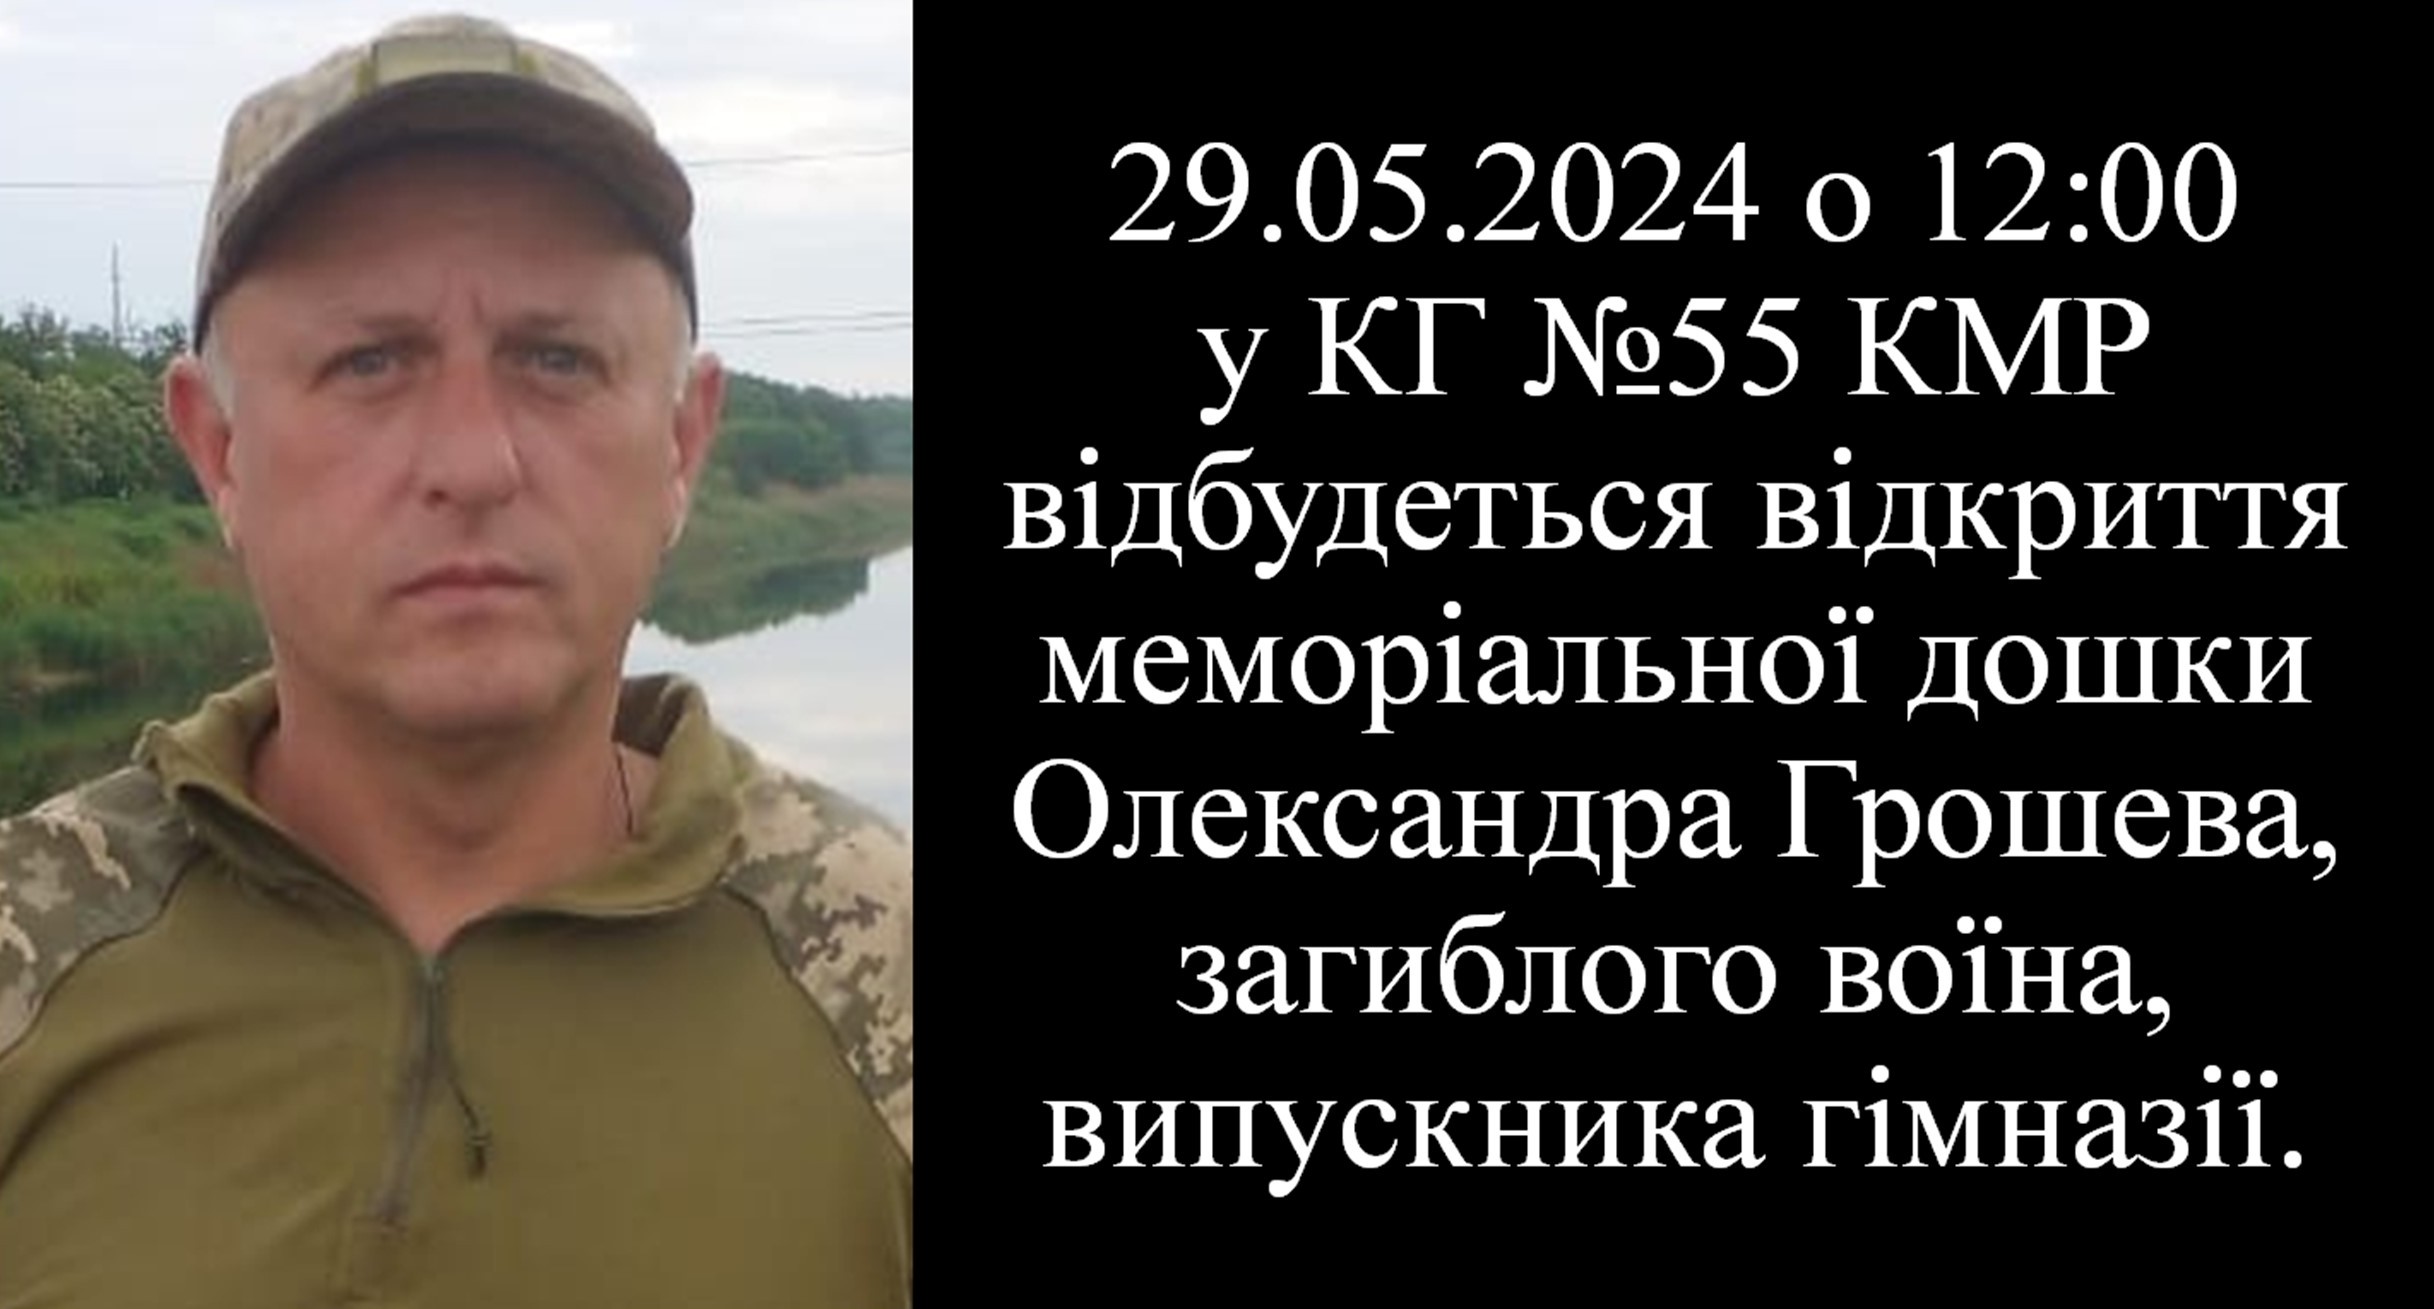 29.05.2024 о 12:00
у КГ №55 КМР
відбудеться відкриття
меморіальної дошки
Олександра Грошева,
загиблого воїна,
випускника гімназії.